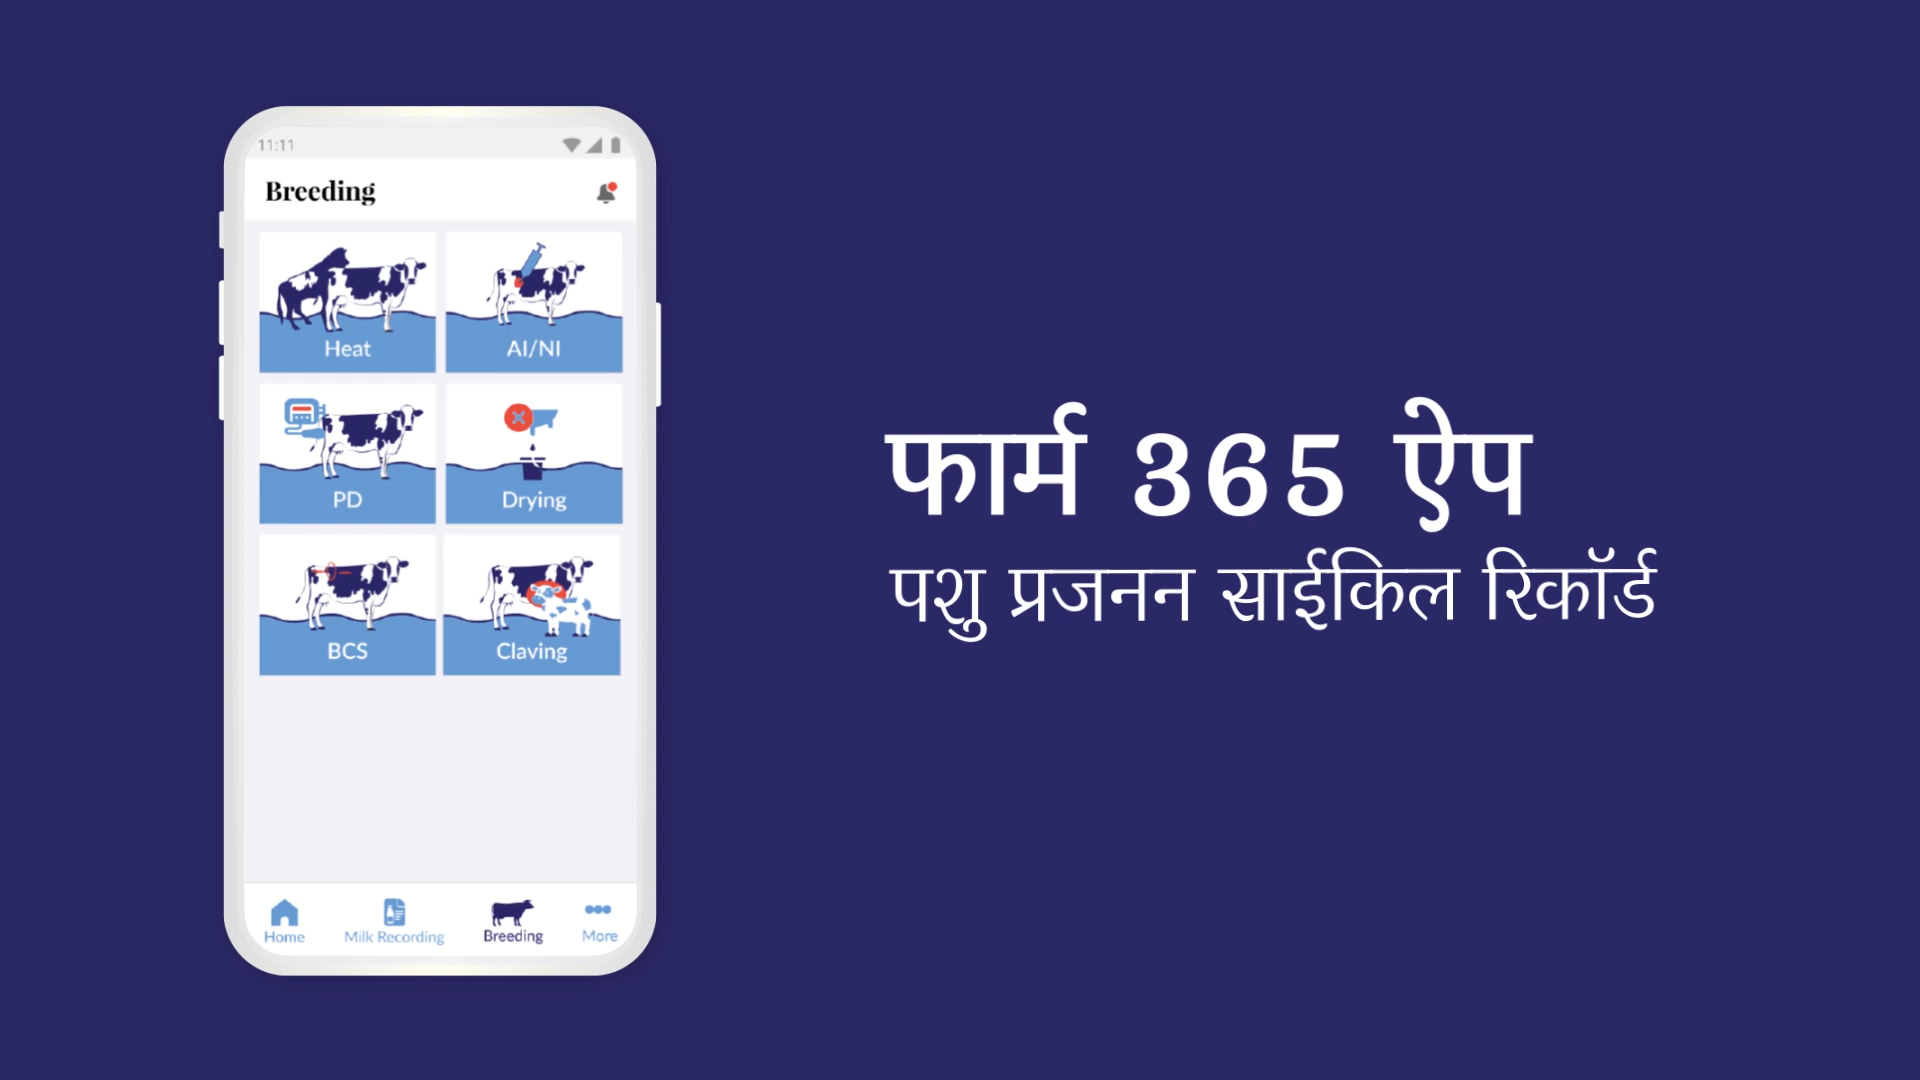 11:11
Breeding
Heat
AI/NI
PD
Drying
BCS
Claving
Home
Milk Recording
Breeding
More
फार्म 365 ऐप
पशु प्रजनन साईकिल रिकॉर्ड